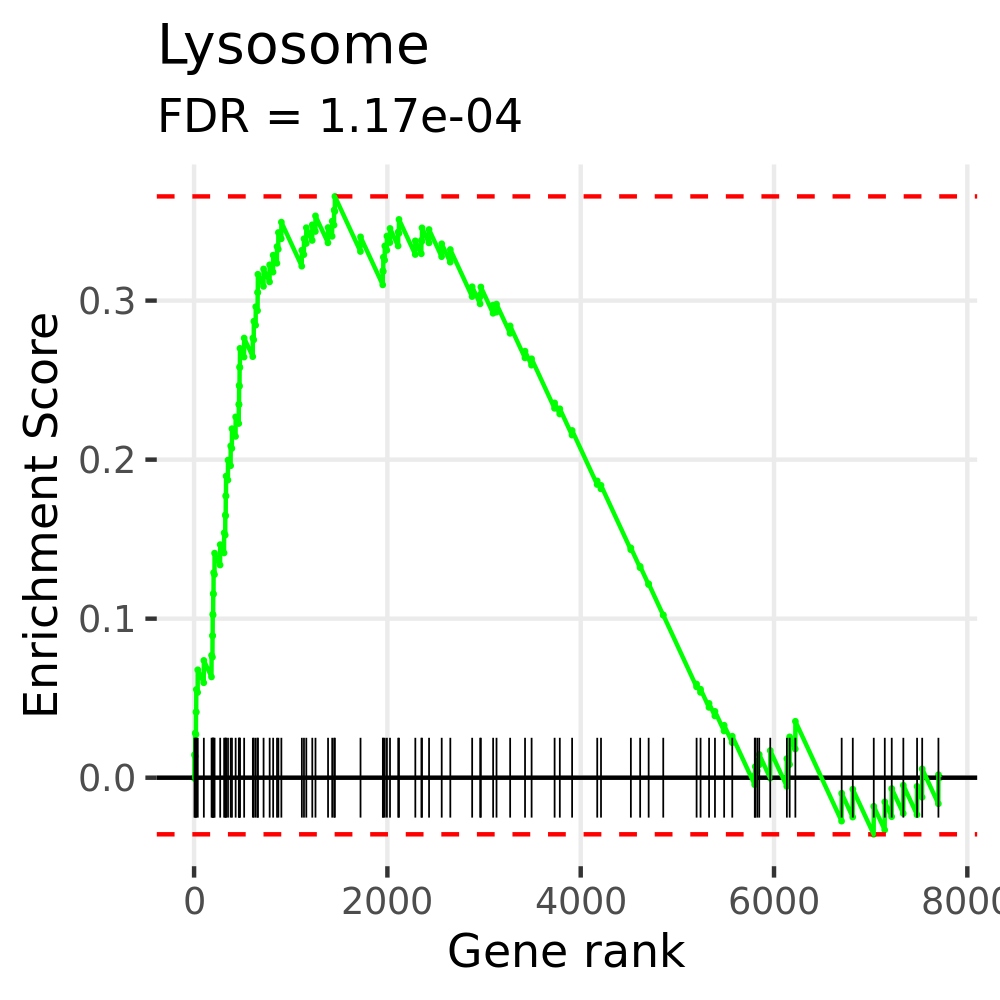 Lysosome
FDR = 1.17e-04
Enrichment Score
0.3
0.2
0.1
0.0
0 2000 4000 6000 8000
Gene rank